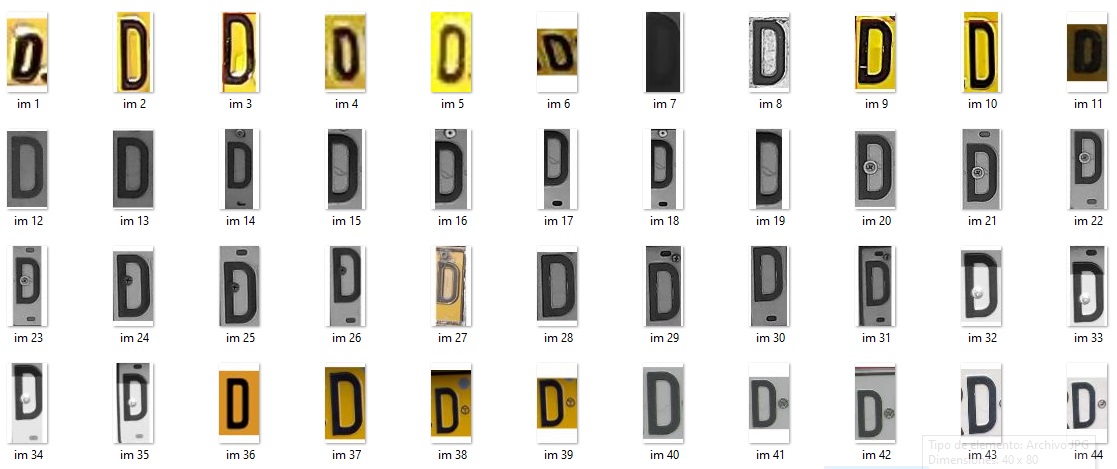 D D D D D D D D D
im 1 im 2 im 3 im 4 im 5 im 6 im 7 im 8 im 9 im 10 im 11
D D D D D D D D D D D
im 12 im 13 im 14 im 15 im 16 im 17 im 18 im 19 im 20 im 21 im 22
D D D D D D D D D D D
im 23 im 24 im 25 im 26 im 27 im 28 im 29 im 30 im 31 im 32 im 33
D D D D D D D D D D D
im 34 im 35 im 36 im 37 im 38 im 39 im 40 im 41 im 42 im 43 im 44
Tipo de elemento: Archivo JPG
Dimensiones: 40 x 80